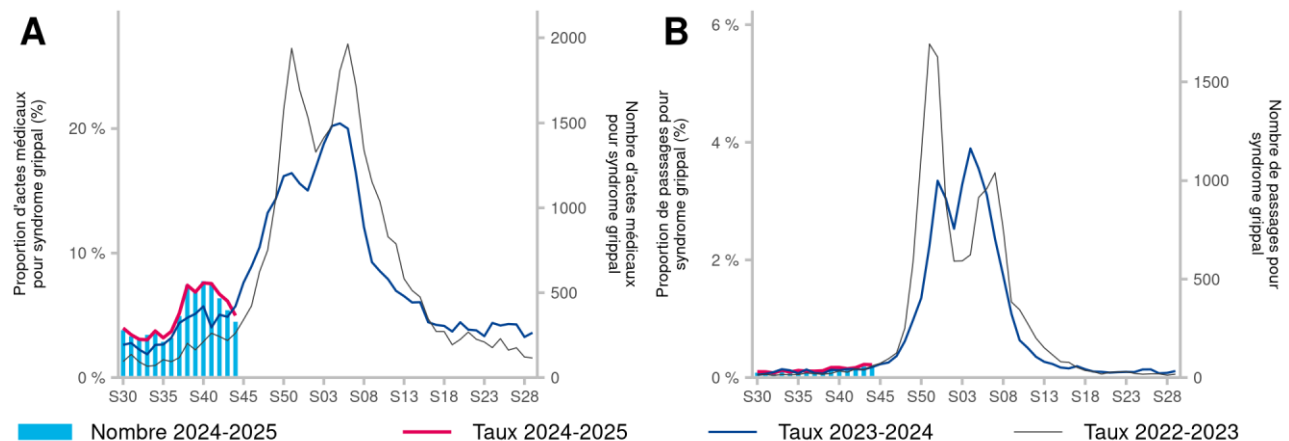 A
Proportion d'actes médicaux
pour syndrome grippal (%)
20 %
10 %
0 %
2000
1500
1000
500
0
Nombre d'actes médicaux
pour syndrome grippal
S30 S35 S40 S45 S50 S03 S08 S13 S18 S23 S28
B
Proportion de passages pour
syndrome grippal (%)
6 %
4 %
2 %
0 %
1500
1000
500
0
Nombre de passages pour
syndrome grippal
S30 S35 S40 S45 S50 S03 S08 S13 S18 S23 S28
Nombre 2024-2025 Taux 2024-2025 Taux 2023-2024 Taux 2022-2023